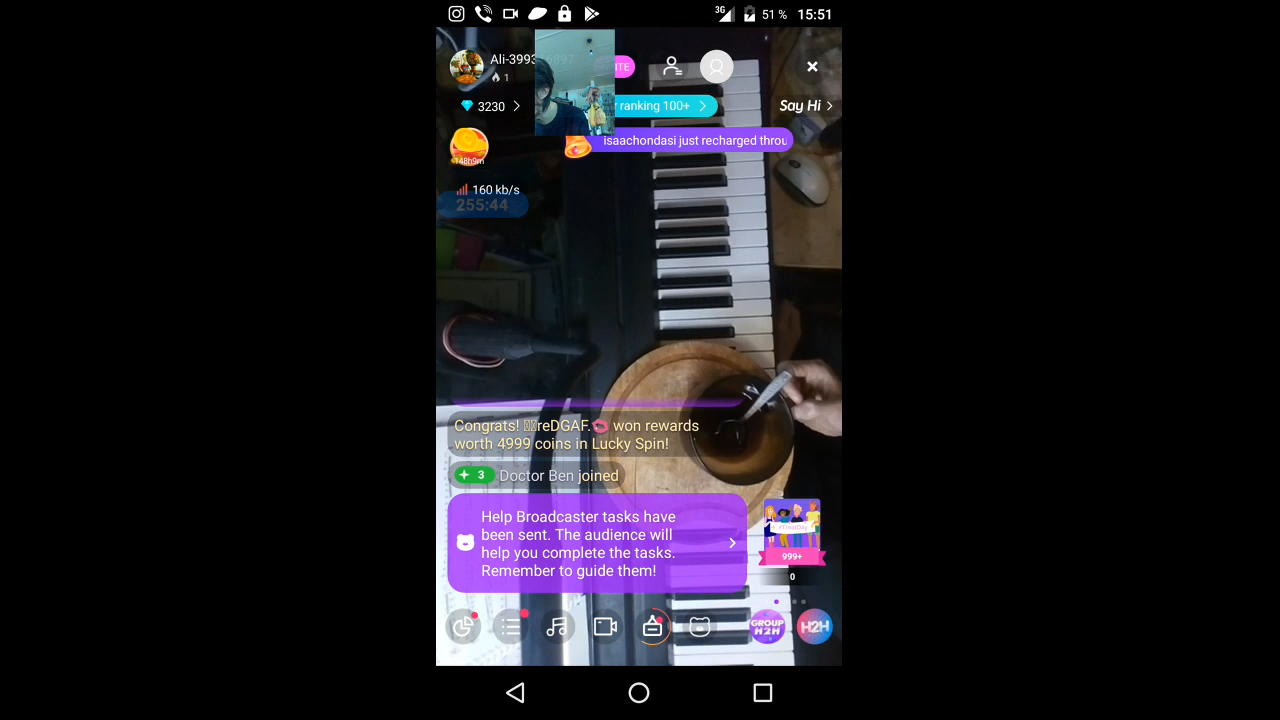 3G 51 % 15:51
Ali-3993
1
ITE
3230
ranking 100+
Say Hi
148h9m
isaachondasi just recharged throu
160 kb/s
255:44
Congrats! reDGAF. won rewards
worth 4999 coins in Lucky Spin!
3 Doctor Ben joined
Help Broadcaster tasks have
been sent. The audience will
help you complete the tasks.
Remember to guide them!
999+
0
GROUP
H2H
H2H